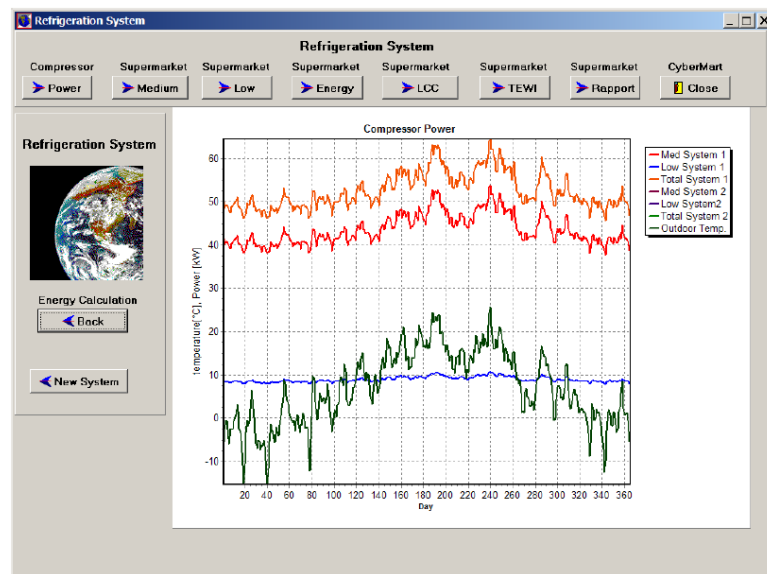 Refrigeration System
Refrigeration System
Compressor Supermarket Supermarket Supermarket Supermarket Supermarket Supermarket CyberMart
Power Medium Low Energy LCC TEWI Rapport Close
Refrigeration System
Energy Calculation
Back
New System
Compressor Power
temperature[°C], Power [kW]
60
50
40
30
20
10
0
-10
20 40 60 80 100 120 140 160 180 200 220 240 260 280 300 320 340 360
Day
Med System 1
Low System 1
Total System 1
Med System 2
Low System2
Total System 2
Outdoor Temp.